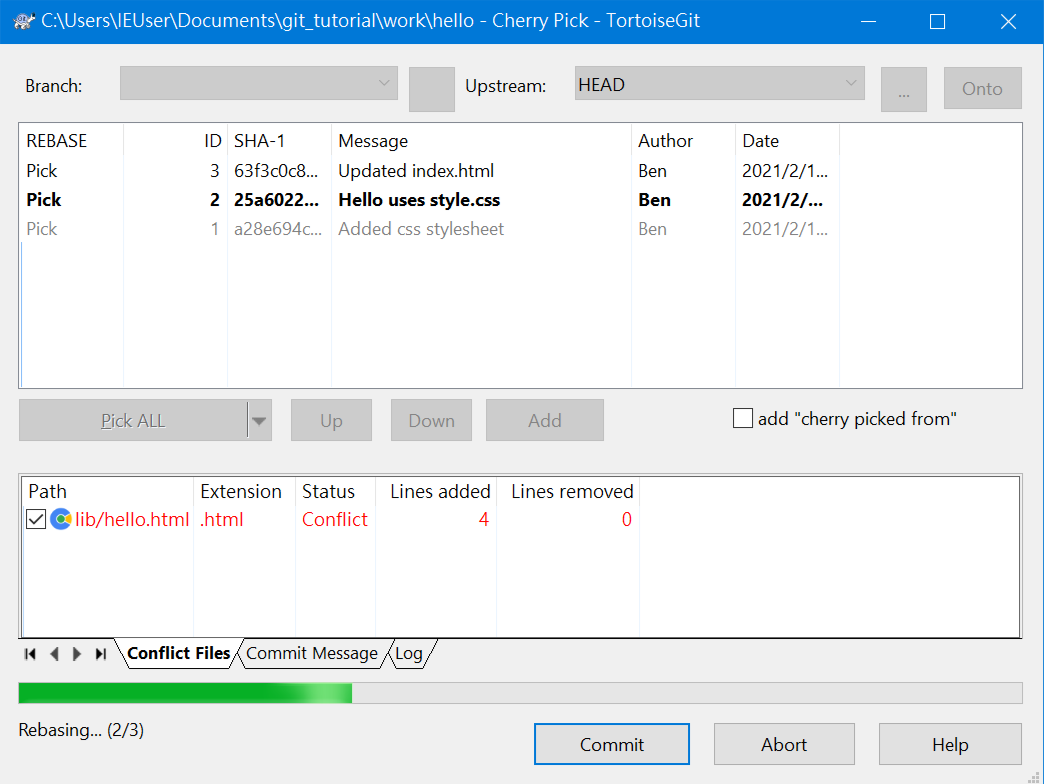 C:\Users\IEUser\Documents\git_tutorial\work\hello - Cherry Pick - TortoiseGit
Branch: Upstream: HEAD ... Onto
REBASE ID SHA-1 Message Author Date
Pick 3 63f3c0c8... Updated index.html Ben 2021/2/1...
Pick 2 25a6022... Hello uses style.css Ben 2021/2/...
Pick 1 a28e694c... Added css stylesheet Ben 2021/2/1...
Pick ALL Up Down Add add "cherry picked from"
Path Extension Status Lines added Lines removed
lib/hello.html .html Conflict 4 0
Conflict Files Commit Message Log
Rebasing... (2/3)
Commit Abort Help